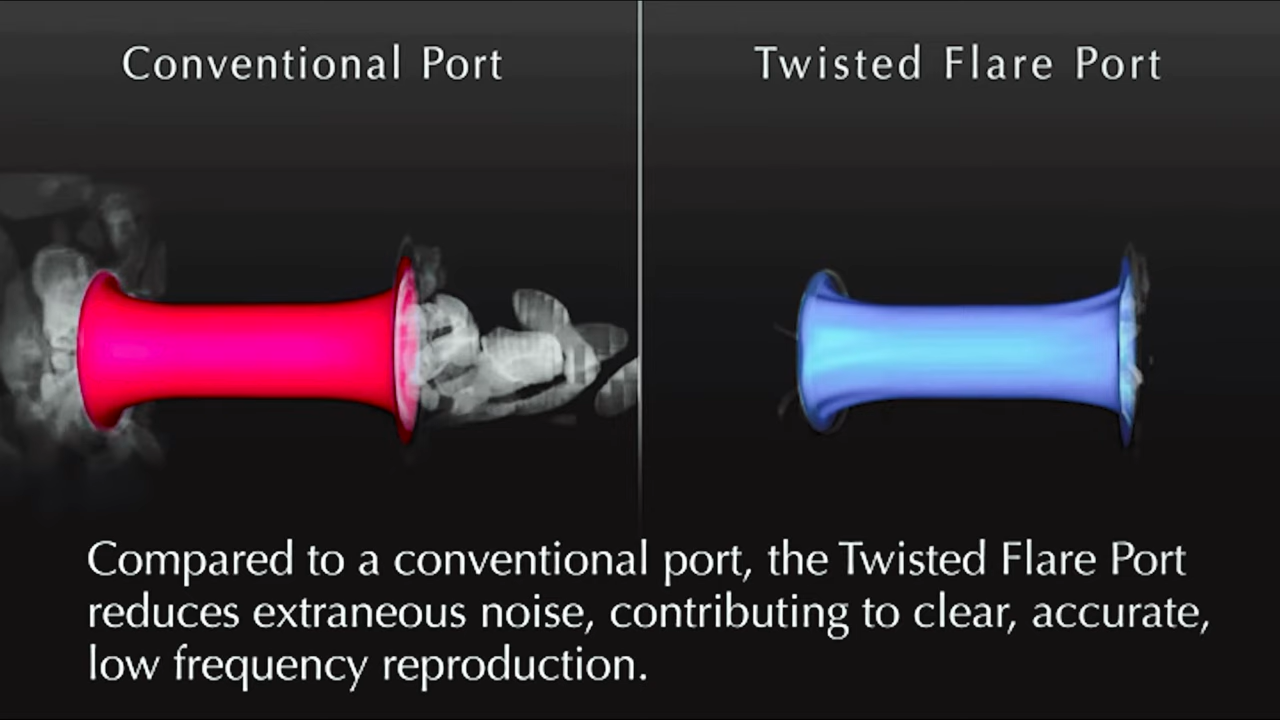 Conventional Port
Twisted Flare Port
Compared to a conventional port, the Twisted Flare Port
reduces extraneous noise, contributing to clear, accurate,
low frequency reproduction.